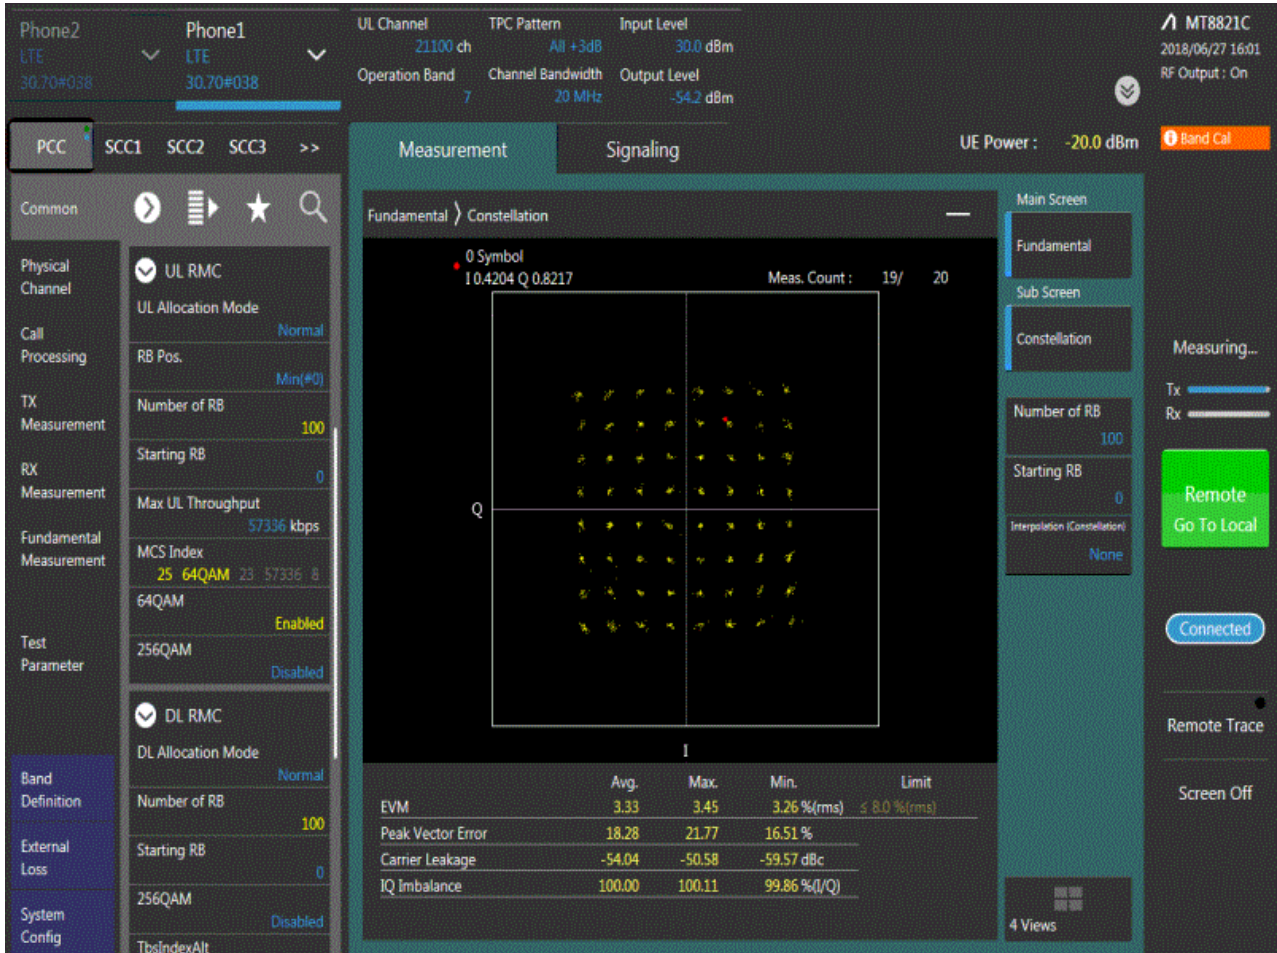 Phone2
LTE
30.70#038
Phone1
LTE
30.70#038
UL Channel
21100 ch
TPC Pattern
All +3dB
Input Level
30.0 dBm
Operation Band
7
Channel Bandwidth
20 MHz
Output Level
-54.2 dBm
MT8821C
2018/06/27 16:01
RF Output : On
PCC
SCC1
SCC2
SCC3
>>
Measurement
Signaling
UE Power : -20.0 dBm
Band Cal
Common
Physical
Channel
Call
Processing
TX
Measurement
RX
Measurement
Fundamental
Measurement
Test
Parameter
Band
Definition
External
Loss
System
Config
UL RMC
UL Allocation Mode
Normal
RB Pos.
Min(#0)
Number of RB
100
Starting RB
0
Max UL Throughput
57336 kbps
MCS Index
25 64QAM 23 57336 8
64QAM
Enabled
256QAM
Disabled
DL RMC
DL Allocation Mode
Normal
Number of RB
100
Starting RB
0
256QAM
Disabled
TbsIndexAlt
Fundamental 〉 Constellation
0 Symbol
I 0.4204 Q 0.8217
Meas. Count : 19/ 20
Q
I
Avg. Max. Min. Limit
EVM 3.33 3.45 3.26 %(rms) ≤ 8.0 %(rms)
Peak Vector Error 18.28 21.77 16.51 %
Carrier Leakage -54.04 -50.58 -59.57 dBc
IQ Imbalance 100.00 100.11 99.86 %(I/Q)
Main Screen
Fundamental
Sub Screen
Constellation
Number of RB
100
Starting RB
0
Interpolation (Constellation)
None
4 Views
Measuring...
Tx
Rx
Remote
Go To Local
Connected
Remote Trace
Screen Off